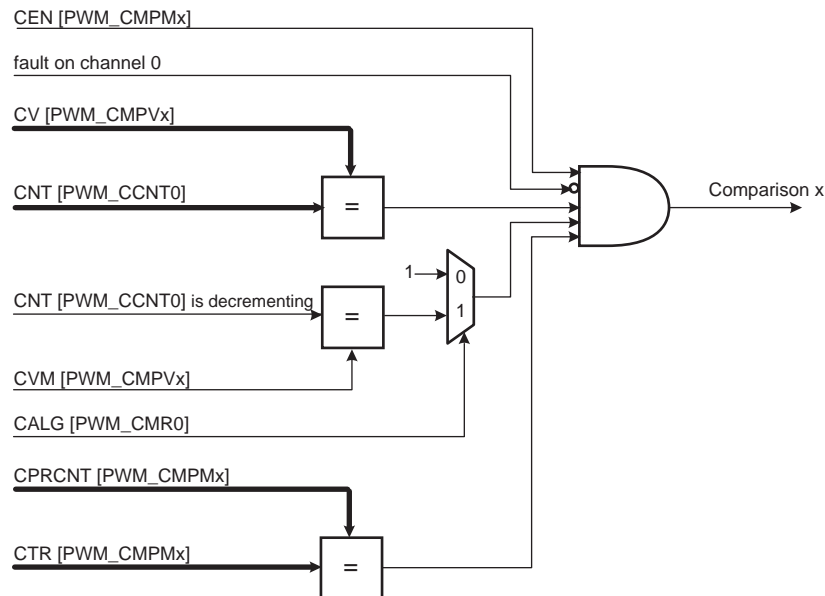 CEN [PWM_CMPMx]
fault on channel 0
CV [PWM_CMPVx]
CNT [PWM_CCNT0]
=
Comparison x
1
0
1
CNT [PWM_CCNT0] is decrementing
=
CVM [PWM_CMPVx]
CALG [PWM_CMR0]
CPRCNT [PWM_CMPMx]
CTR [PWM_CMPMx]
=